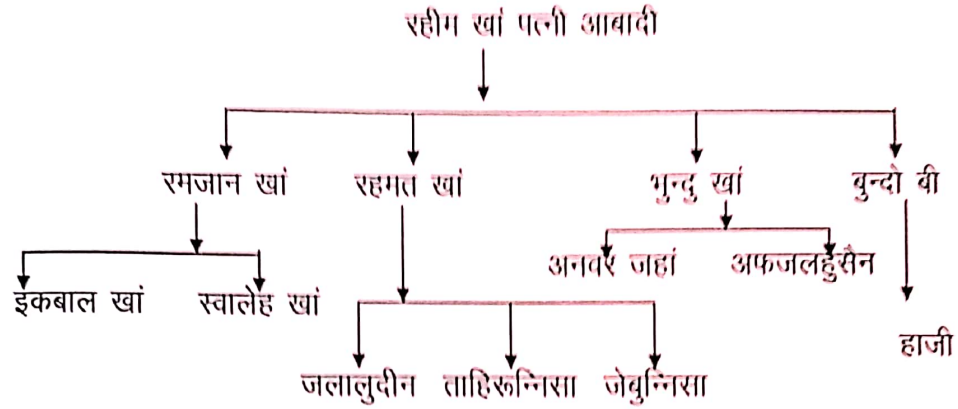 रहीम खां पत्नी आबादी
रमजान खां रहमत खां भुन्दु खां बुन्दो बी
अनवर जहां अफजलहुसैन
इकबाल खां स्वालेह खां
हाजी
जलालुदीन ताहिरून्निसा जेबुन्निसा